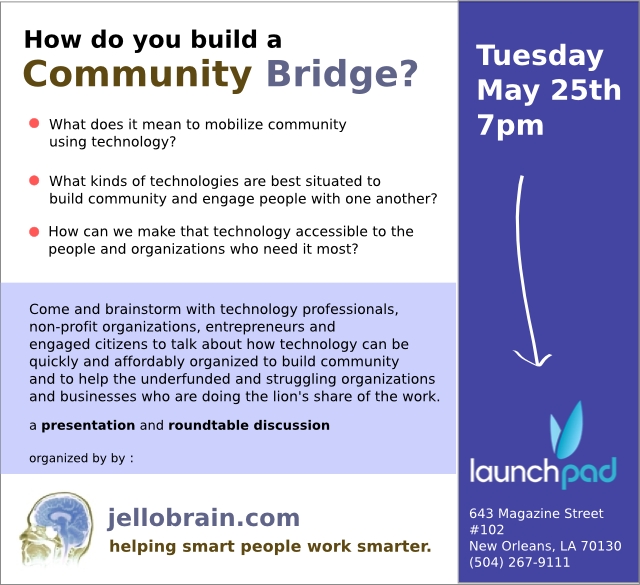 How do you build a
Community Bridge?
What does it mean to mobilize community
using technology?
What kinds of technologies are best situated to
build community and engage people with one another?
How can we make that technology accessible to the
people and organizations who need it most?
Come and brainstorm with technology professionals,
non-profit organizations, entrepreneurs and
engaged citizens to talk about how technology can be
quickly and affordably organized to build community
and to help the underfunded and struggling organizations
and businesses who are doing the lion's share of the work.
a presentation and roundtable discussion
organized by by :
jellobrain.com
helping smart people work smarter.
Tuesday
May 25th
7pm
launchpad
643 Magazine Street
#102
New Orleans, LA 70130
(504) 267-9111